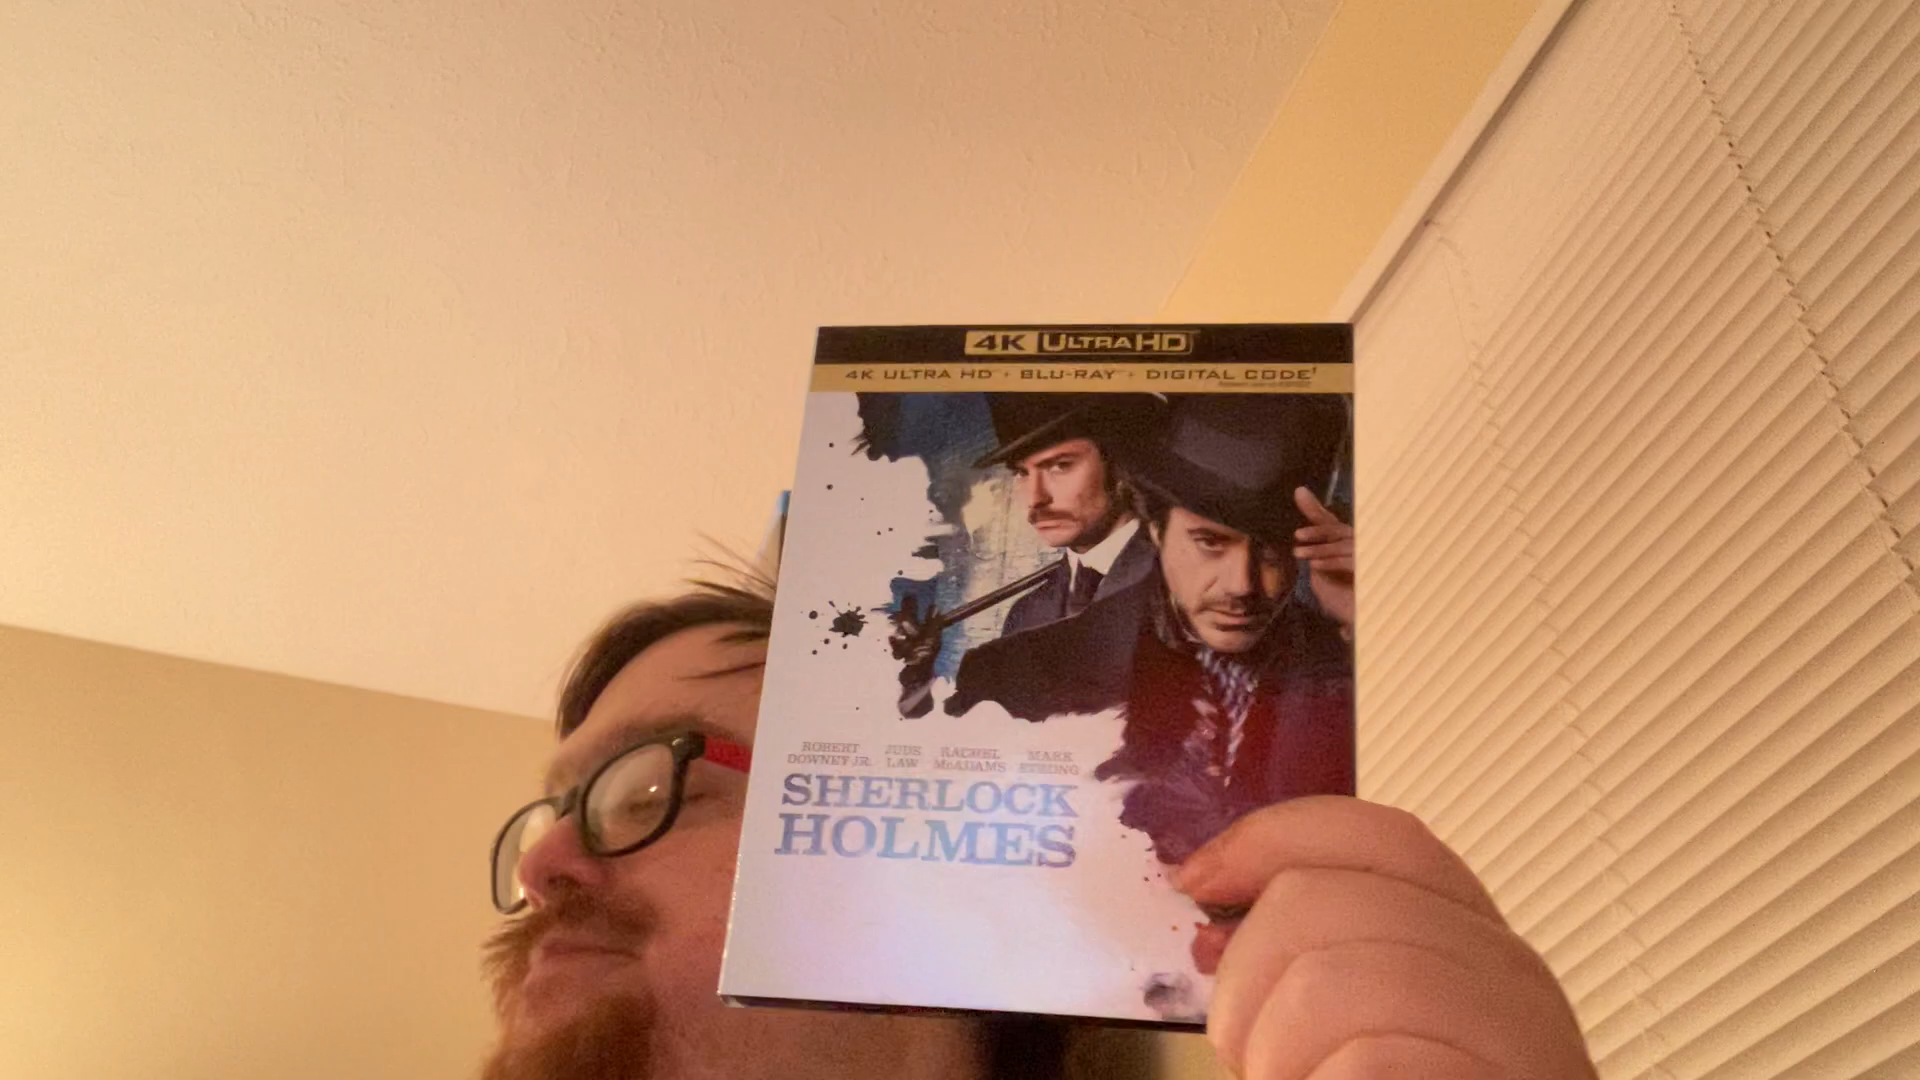 4K ULTRA HD
4K ULTRA HD · BLU-RAY · DIGITAL CODE
ROBERT JUDE RACHEL MARK
DOWNEY JR. LAW McADAMS STRONG
SHERLOCK
HOLMES